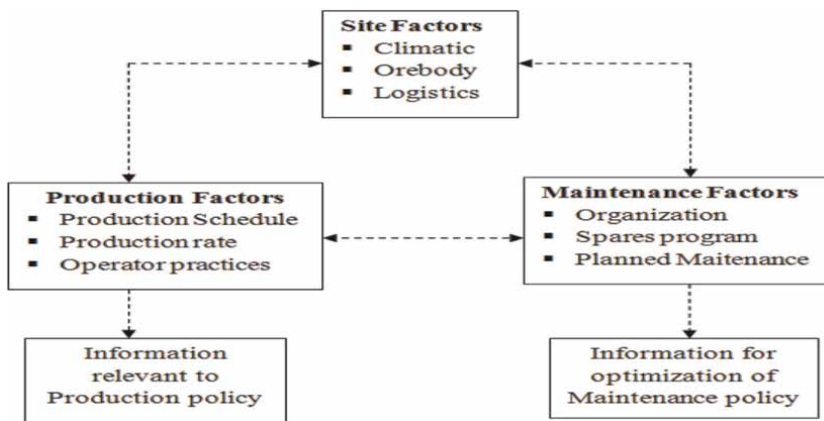 Site Factors
▪ Climatic
▪ Orebody
▪ Logistics
Production Factors
▪ Production Schedule
▪ Production rate
▪ Operator practices
Maintenance Factors
▪ Organization
▪ Spares program
▪ Planned Maitenance
Information
relevant to
Production policy
Information for
optimization of
Maintenance policy